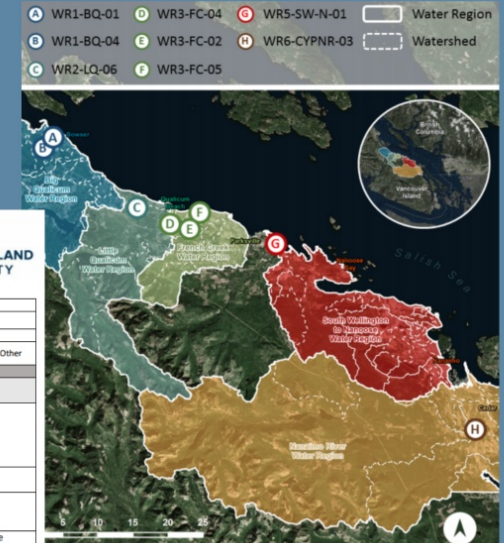 A WR1-BQ-01 D WR3-FC-04 G WR5-SW-N-01 Water Region
B WR1-BQ-04 E WR3-FC-02 H WR6-CYPNR-03 Watershed
C WR2-LQ-06 F WR3-FC-05
British
Columbia
Vancouver
Island
A
B
Bowser
Big
Qualicum
Water Region
C
Qualicum
Beach
D
E
F
French Creek
Water Region
Parksville
G
Nanoose
Bay
Salish Sea
Little
Qualicum
Water Region
South Wellington
to Nanoose
Water Region
Nanaimo River
Water Region
Cedar
H
LAND
TY
Other
5 10 15 20 25